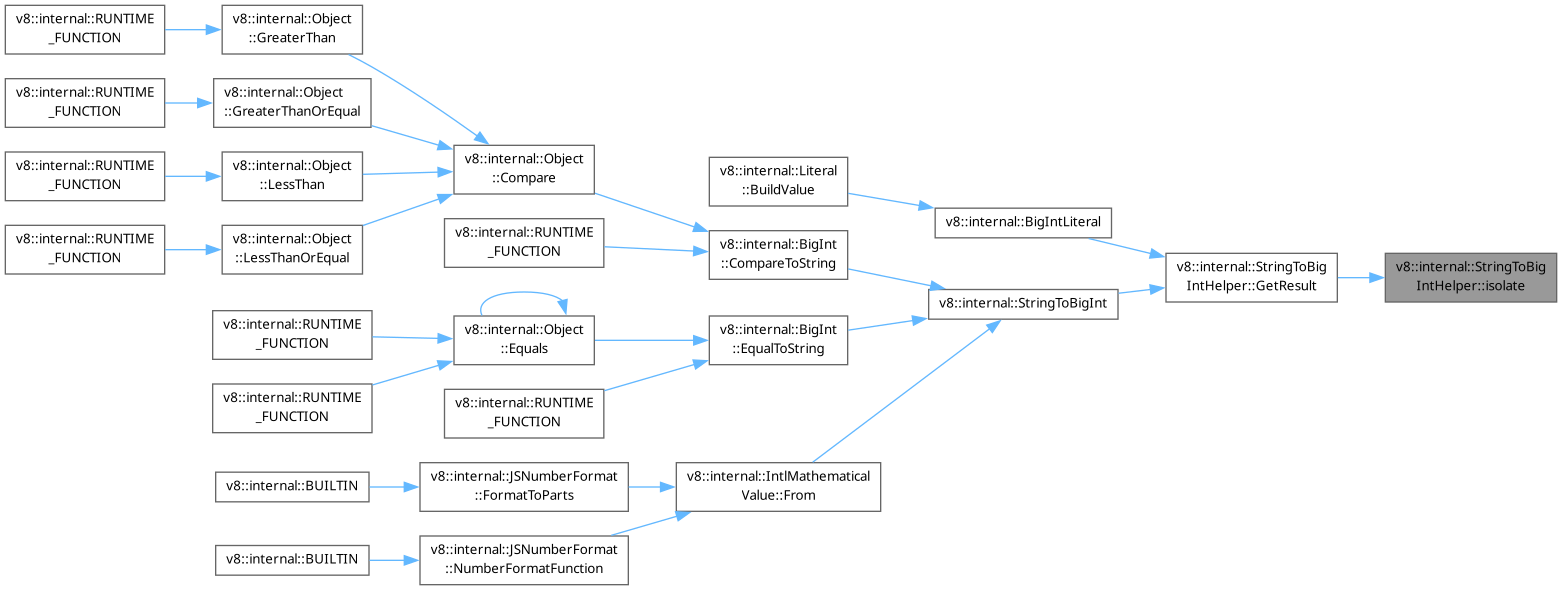 v8::internal::RUNTIME
_FUNCTION
v8::internal::Object
::GreaterThan
v8::internal::RUNTIME
_FUNCTION
v8::internal::Object
::GreaterThanOrEqual
v8::internal::RUNTIME
_FUNCTION
v8::internal::Object
::LessThan
v8::internal::RUNTIME
_FUNCTION
v8::internal::Object
::LessThanOrEqual
v8::internal::Object
::Compare
v8::internal::RUNTIME
_FUNCTION
v8::internal::Literal
::BuildValue
v8::internal::BigIntLiteral
v8::internal::BigInt
::CompareToString
v8::internal::StringToBig
IntHelper::GetResult
v8::internal::StringToBig
IntHelper::isolate
v8::internal::StringToBigInt
v8::internal::RUNTIME
_FUNCTION
v8::internal::Object
::Equals
v8::internal::BigInt
::EqualToString
v8::internal::RUNTIME
_FUNCTION
v8::internal::RUNTIME
_FUNCTION
v8::internal::BUILTIN
v8::internal::JSNumberFormat
::FormatToParts
v8::internal::IntlMathematical
Value::From
v8::internal::BUILTIN
v8::internal::JSNumberFormat
::NumberFormatFunction